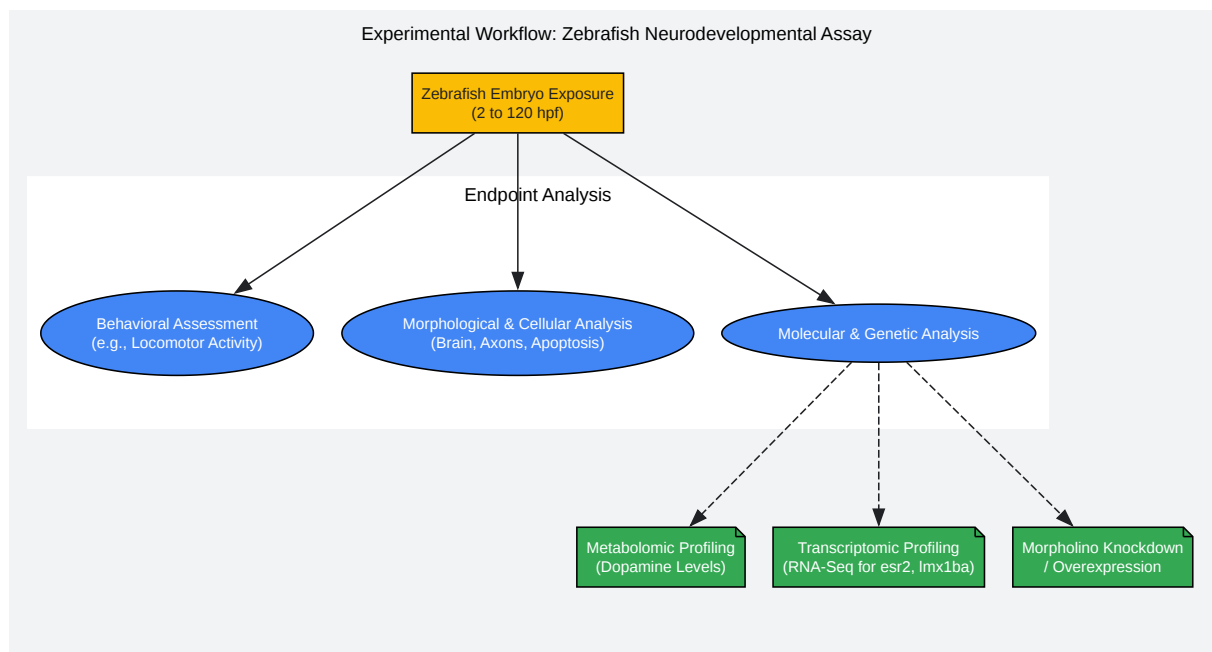 Experimental Workflow: Zebrafish Neurodevelopmental Assay
Zebrafish Embryo Exposure
(2 to 120 hpf)
Endpoint Analysis
Behavioral Assessment
(e.g., Locomotor Activity)
Morphological & Cellular Analysis
(Brain, Axons, Apoptosis)
Molecular & Genetic Analysis
Metabolomic Profiling
(Dopamine Levels)
Transcriptomic Profiling
(RNA-Seq for esr2, lmx1ba)
Morpholino Knockdown
/ Overexpression